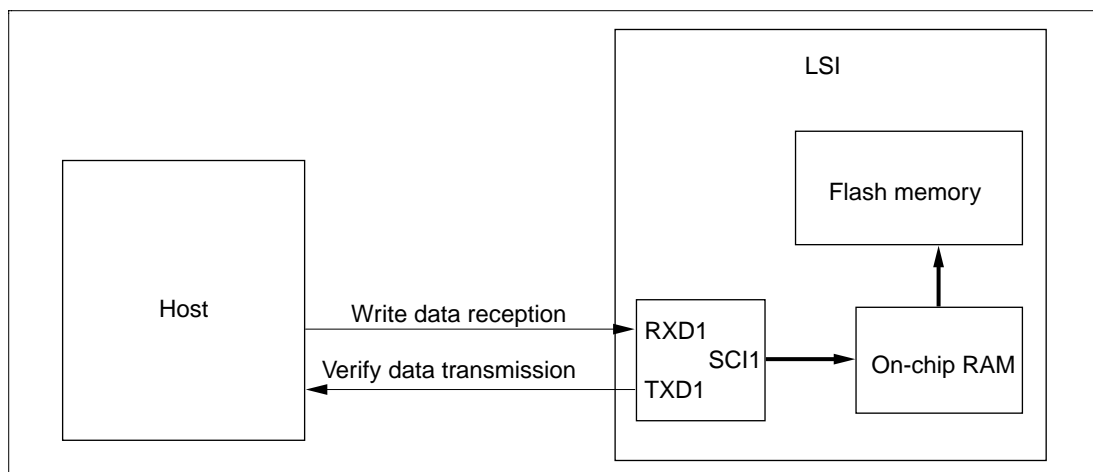 LSI
Flash memory
Host
Write data reception
RXD1
SCI1
On-chip RAM
Verify data transmission
TXD1